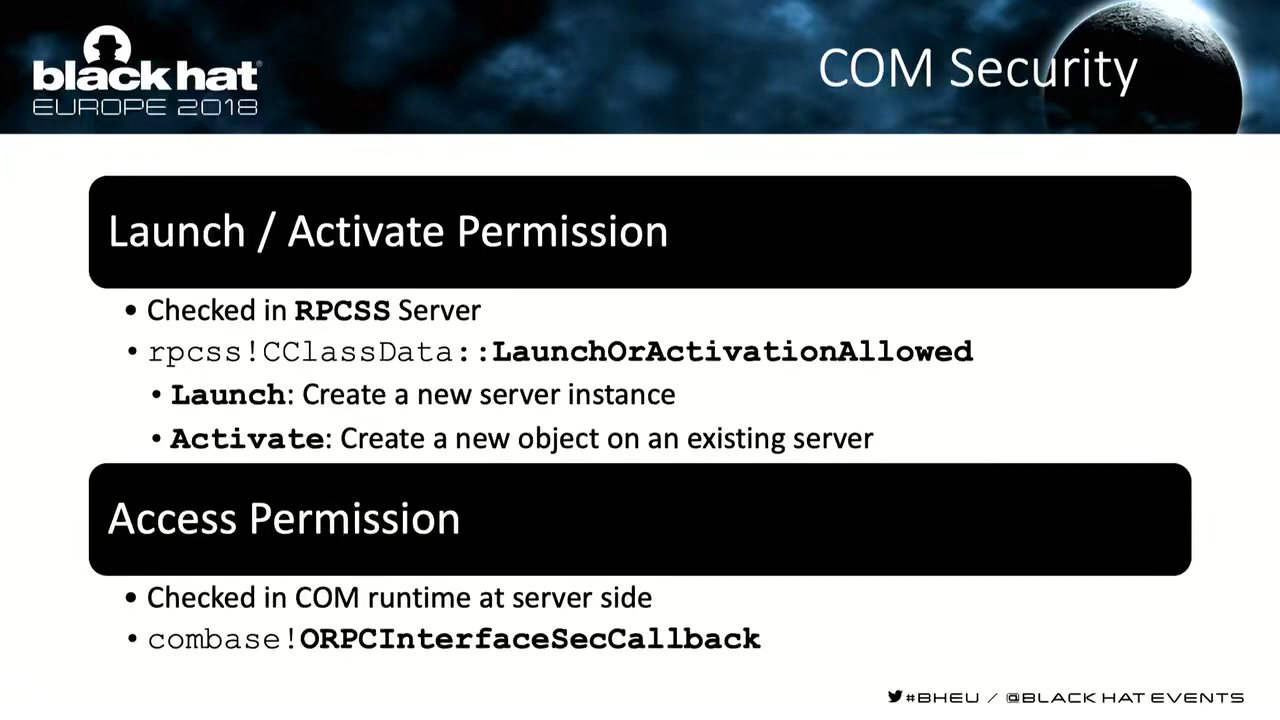 black hat®
EUROPE 2018
COM Security
Launch / Activate Permission
• Checked in RPCSS Server
• rpcss!CClassData::LaunchOrActivationAllowed
• Launch: Create a new server instance
• Activate: Create a new object on an existing server
Access Permission
• Checked in COM runtime at server side
• combase!ORPCInterfaceSecCallback
#BHEU / @BLACK HAT EVENTS